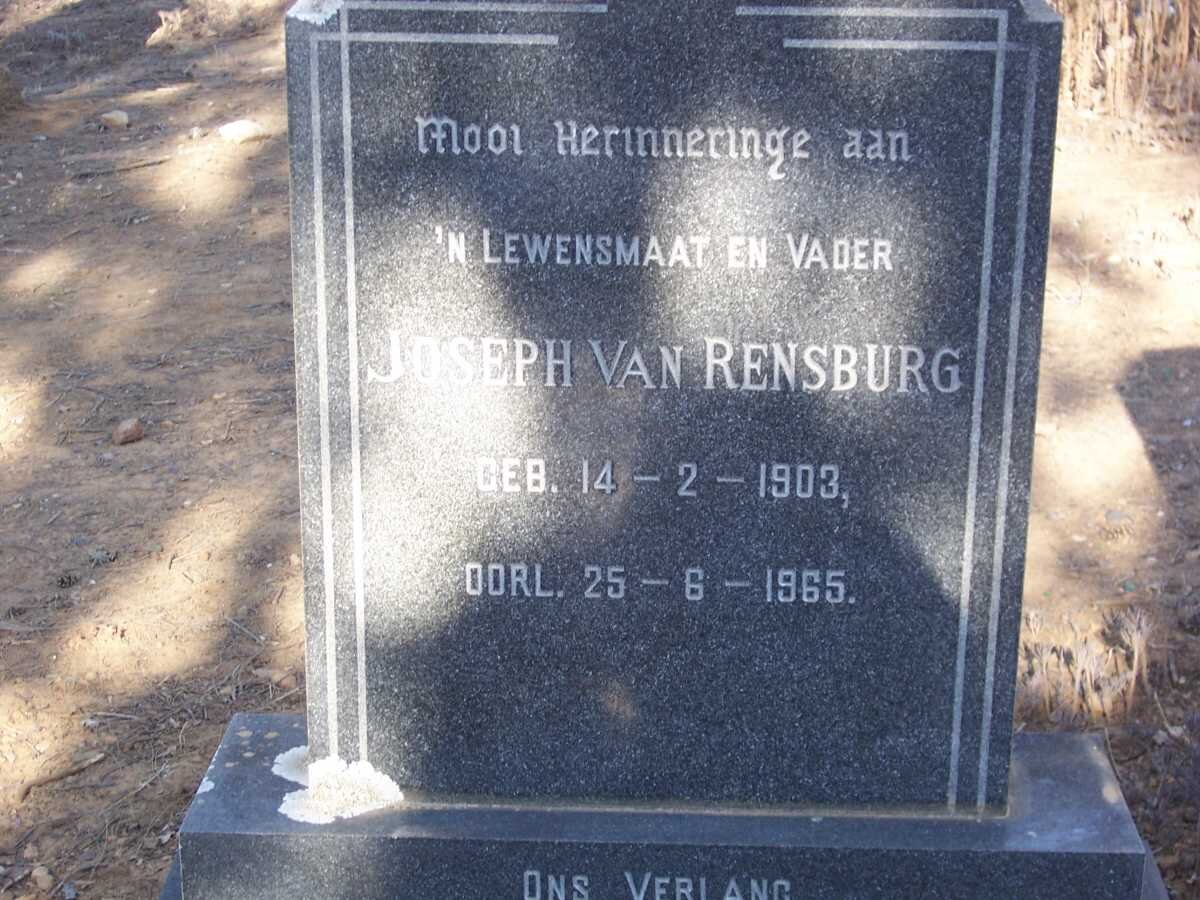 Mooi Herinneringe aan
'N LEWENSMAAT EN VADER
JOSEPH VAN RENSBURG
GEB. 14 – 2 – 1903,
OORL. 25 – 6 – 1965.
ONS VERLANG